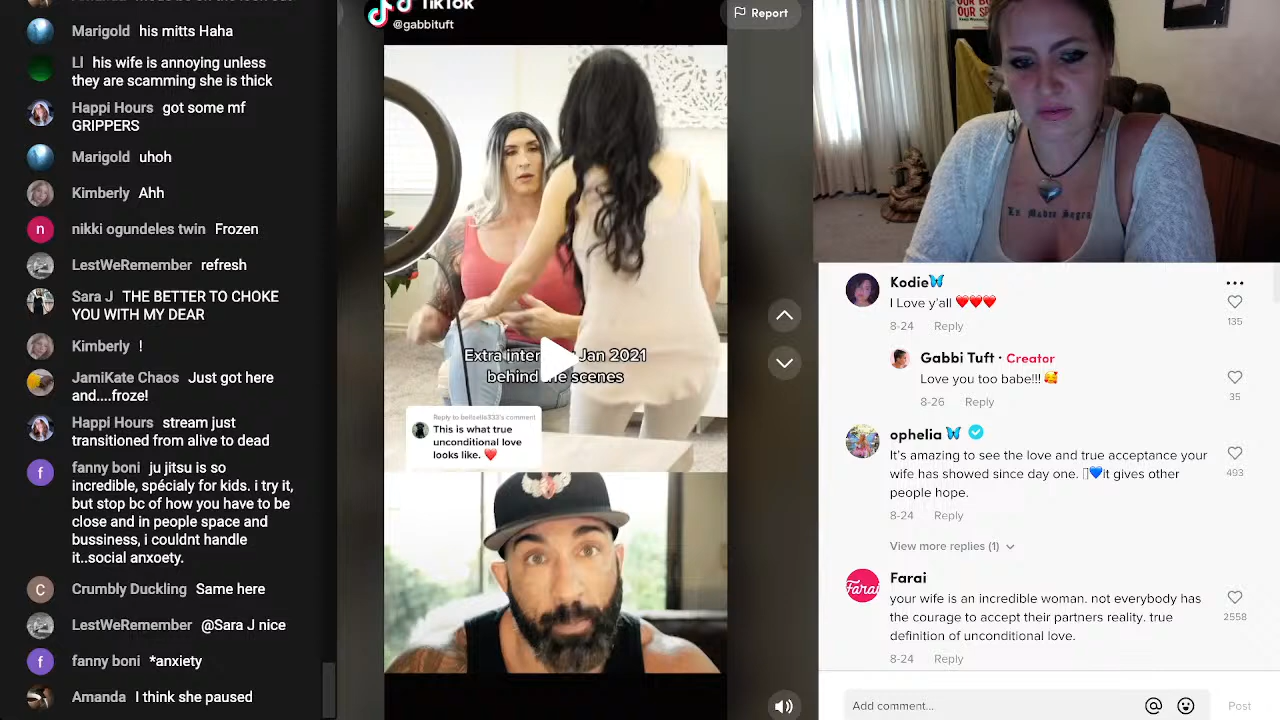 Marigold his mitts Haha
LI his wife is annoying unless
they are scamming she is thick
Happi Hours got some mf
GRIPPERS
Marigold uhoh
Kimberly Ahh
nikki ogundeles twin Frozen
LestWeRemember refresh
Sara J THE BETTER TO CHOKE
YOU WITH MY DEAR
Kimberly !
JamiKate Chaos Just got here
and....froze!
Happi Hours stream just
transitioned from alive to dead
fanny boni ju jitsu is so
incredible, spécialy for kids. i try it,
but stop bc of how you have to be
close and in people space and
bussiness, i couldnt handle
it..social anxoety.
Crumbly Duckling Same here
LestWeRemember @Sara J nice
fanny boni *anxiety
Amanda I think she paused
TikTok
@gabbituft
Report
Extra Jan 2021
behind scenes
Reply to
This is what true
unconditional love
looks like. ❤️
OUR
La Madre
Kodie🦋
I Love y'all ❤️❤️❤️
135
8-24 Reply
Gabbi Tuft · Creator
Love you too babe!!! 🥰
35
8-26 Reply
ophelia 🦋
It's amazing to see the love and true acceptance your
wife has showed since day one. 💙it gives other
people hope.
493
8-24 Reply
View more replies (1)
Farai
Farai
your wife is an incredible woman. not everybody has
the courage to accept their partners reality. true
definition of unconditional love.
2558
8-24 Reply
Add comment...
@
Post